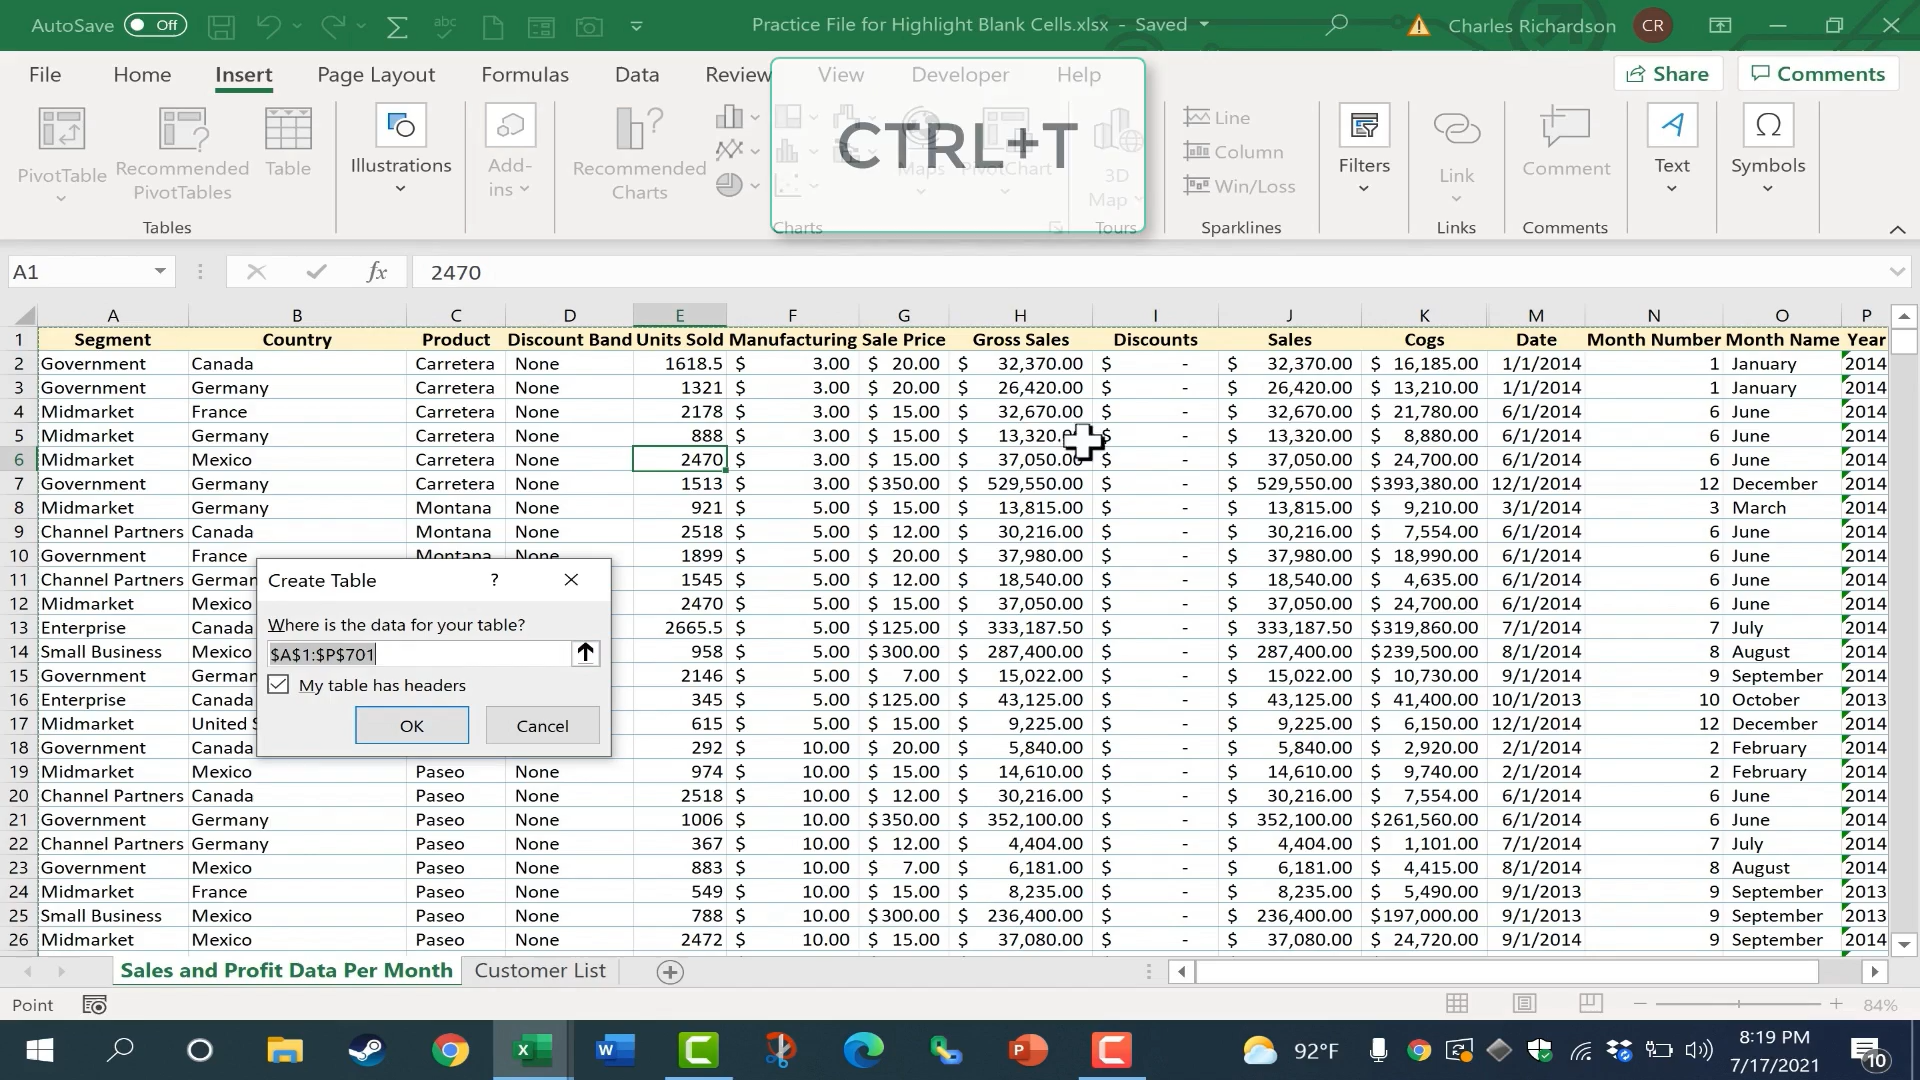 AutoSave Off Practice File for Highlight Blank Cells.xlsx - Saved Charles Richardson CR
File Home Insert Page Layout Formulas Data Review View Developer Help Share Comments
CTRL+T
PivotTable
Recommended PivotTables
Table
Tables
Illustrations
Add-ins
Recommended Charts
Charts
Maps
PivotChart
3D Map
Tours
Line
Column
Win/Loss
Sparklines
Filters
Link
Links
Comment
Comments
Text
Symbols
A1 fx 2470
A B C D E F G H I J K M N O P
1 Segment Country Product Discount Band Units Sold Manufacturing Sale Price Gross Sales Discounts Sales Cogs Date Month Number Month Name Year
2 Government Canada Carretera None 1618.5 $ 3.00 $ 20.00 $ 32,370.00 $ - $ 32,370.00 $ 16,185.00 1/1/2014 1 January 2014
3 Government Germany Carretera None 1321 $ 3.00 $ 20.00 $ 26,420.00 $ - $ 26,420.00 $ 13,210.00 1/1/2014 1 January 2014
4 Midmarket France Carretera None 2178 $ 3.00 $ 15.00 $ 32,670.00 $ - $ 32,670.00 $ 21,780.00 6/1/2014 6 June 2014
5 Midmarket Germany Carretera None 888 $ 3.00 $ 15.00 $ 13,320. $ - $ 13,320.00 $ 8,880.00 6/1/2014 6 June 2014
6 Midmarket Mexico Carretera None 2470 $ 3.00 $ 15.00 $ 37,050.00 $ - $ 37,050.00 $ 24,700.00 6/1/2014 6 June 2014
7 Government Germany Carretera None 1513 $ 3.00 $350.00 $ 529,550.00 $ - $ 529,550.00 $393,380.00 12/1/2014 12 December 2014
8 Midmarket Germany Montana None 921 $ 5.00 $ 15.00 $ 13,815.00 $ - $ 13,815.00 $ 9,210.00 3/1/2014 3 March 2014
9 Channel Partners Canada Montana None 2518 $ 5.00 $ 12.00 $ 30,216.00 $ - $ 30,216.00 $ 7,554.00 6/1/2014 6 June 2014
10 Government France Montana None 1899 $ 5.00 $ 20.00 $ 37,980.00 $ - $ 37,980.00 $ 18,990.00 6/1/2014 6 June 2014
11 Channel Partners German 1545 $ 5.00 $ 12.00 $ 18,540.00 $ - $ 18,540.00 $ 4,635.00 6/1/2014 6 June 2014
12 Midmarket Mexico 2470 $ 5.00 $ 15.00 $ 37,050.00 $ - $ 37,050.00 $ 24,700.00 6/1/2014 6 June 2014
13 Enterprise Canada 2665.5 $ 5.00 $125.00 $ 333,187.50 $ - $ 333,187.50 $319,860.00 7/1/2014 7 July 2014
14 Small Business Mexico 958 $ 5.00 $300.00 $ 287,400.00 $ - $ 287,400.00 $239,500.00 8/1/2014 8 August 2014
15 Government German 2146 $ 5.00 $ 7.00 $ 15,022.00 $ - $ 15,022.00 $ 10,730.00 9/1/2014 9 September 2014
16 Enterprise Canada 345 $ 5.00 $125.00 $ 43,125.00 $ - $ 43,125.00 $ 41,400.00 10/1/2013 10 October 2013
17 Midmarket United S 615 $ 5.00 $ 15.00 $ 9,225.00 $ - $ 9,225.00 $ 6,150.00 12/1/2014 12 December 2014
18 Government Canada 292 $ 10.00 $ 20.00 $ 5,840.00 $ - $ 5,840.00 $ 2,920.00 2/1/2014 2 February 2014
19 Midmarket Mexico Paseo None 974 $ 10.00 $ 15.00 $ 14,610.00 $ - $ 14,610.00 $ 9,740.00 2/1/2014 2 February 2014
20 Channel Partners Canada Paseo None 2518 $ 10.00 $ 12.00 $ 30,216.00 $ - $ 30,216.00 $ 7,554.00 6/1/2014 6 June 2014
21 Government Germany Paseo None 1006 $ 10.00 $350.00 $ 352,100.00 $ - $ 352,100.00 $261,560.00 6/1/2014 6 June 2014
22 Channel Partners Germany Paseo None 367 $ 10.00 $ 12.00 $ 4,404.00 $ - $ 4,404.00 $ 1,101.00 7/1/2014 7 July 2014
23 Government Mexico Paseo None 883 $ 10.00 $ 7.00 $ 6,181.00 $ - $ 6,181.00 $ 4,415.00 8/1/2014 8 August 2014
24 Midmarket France Paseo None 549 $ 10.00 $ 15.00 $ 8,235.00 $ - $ 8,235.00 $ 5,490.00 9/1/2013 9 September 2013
25 Small Business Mexico Paseo None 788 $ 10.00 $300.00 $ 236,400.00 $ - $ 236,400.00 $197,000.00 9/1/2013 9 September 2013
26 Midmarket Mexico Paseo None 2472 $ 10.00 $ 15.00 $ 37,080.00 $ - $ 37,080.00 $ 24,720.00 9/1/2014 9 September 2014
Create Table ?
Where is the data for your table?
$A$1:$P$701
My table has headers
OK Cancel
Sales and Profit Data Per Month Customer List
Point 84%
92°F 8:19 PM
7/17/2021
10